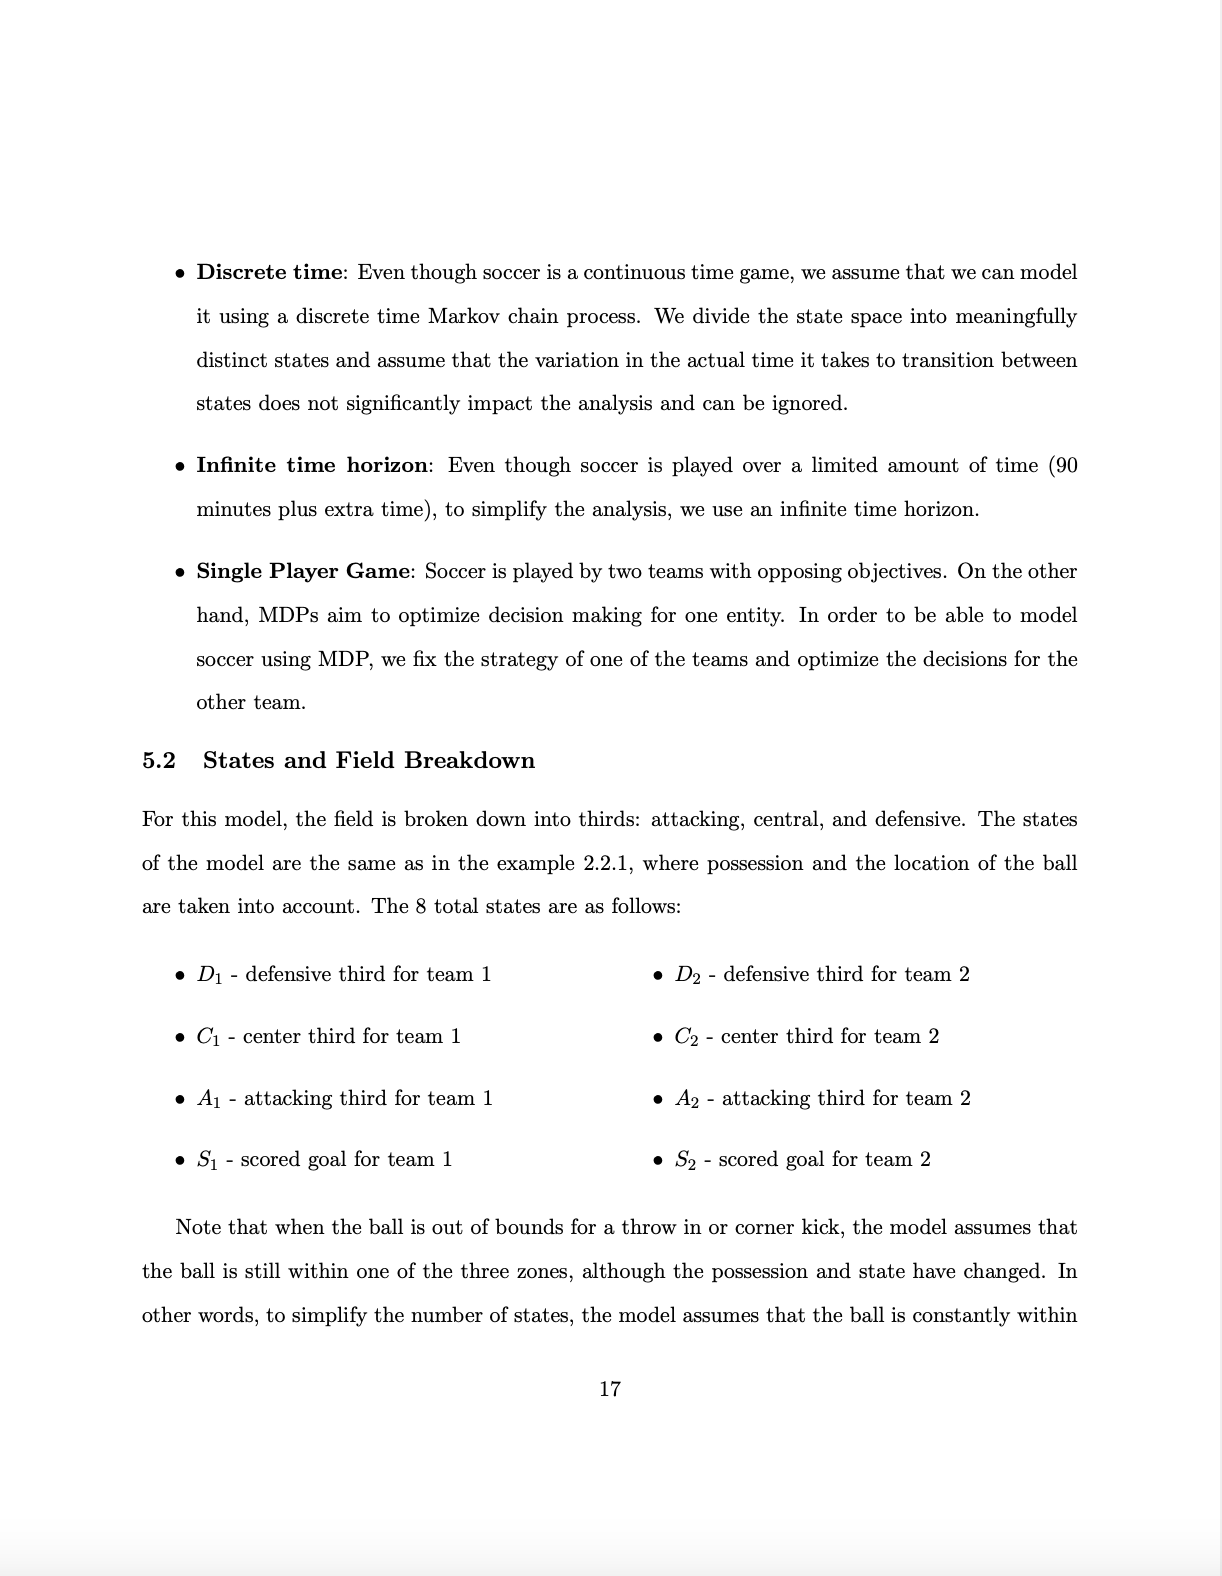 • Discrete time: Even though soccer is a continuous time game, we assume that we can model
it using a discrete time Markov chain process. We divide the state space into meaningfully
distinct states and assume that the variation in the actual time it takes to transition between
states does not significantly impact the analysis and can be ignored.
• Infinite time horizon: Even though soccer is played over a limited amount of time (90
minutes plus extra time), to simplify the analysis, we use an infinite time horizon.
• Single Player Game: Soccer is played by two teams with opposing objectives. On the other
hand, MDPs aim to optimize decision making for one entity. In order to be able to model
soccer using MDP, we fix the strategy of one of the teams and optimize the decisions for the
other team.
5.2 States and Field Breakdown
For this model, the field is broken down into thirds: attacking, central, and defensive. The states
of the model are the same as in the example 2.2.1, where possession and the location of the ball
are taken into account. The 8 total states are as follows:
• D₁ - defensive third for team 1
• C₁ - center third for team 1
• A₁ - attacking third for team 1
• S₁ - scored goal for team 1
• D₂ - defensive third for team 2
• C₂ - center third for team 2
• A₂ - attacking third for team 2
• S₂ - scored goal for team 2
Note that when the ball is out of bounds for a throw in or corner kick, the model assumes that
the ball is still within one of the three zones, although the possession and state have changed. In
other words, to simplify the number of states, the model assumes that the ball is constantly within
17